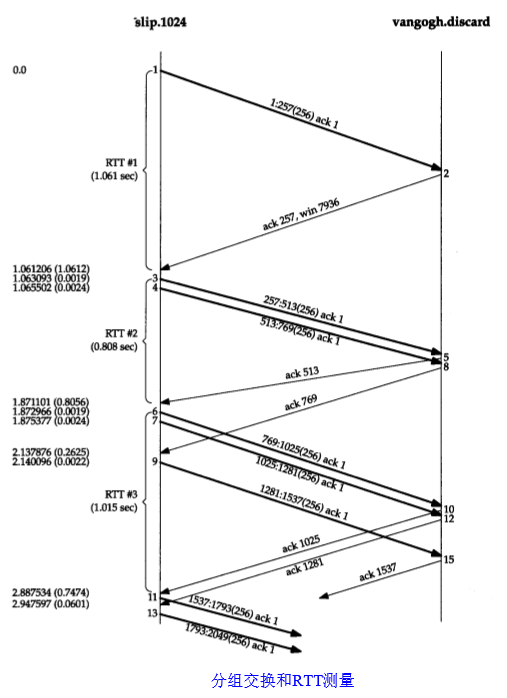 slip.1024
vangogh.discard
0.0
1
1:257(256) ack 1
RTT #1
(1.061 sec)
2
ack 257, win 7936
1.061206 (1.0612)
1.063093 (0.0019)
1.065502 (0.0024)
3
4
257:513(256) ack 1
513:769(256) ack 1
RTT #2
(0.808 sec)
5
8
ack 513
ack 769
1.871101 (0.8056)
1.872966 (0.0019)
1.875377 (0.0024)
6
7
769:1025(256) ack 1
1025:1281(256) ack 1
2.137876 (0.2625)
2.140096 (0.0022)
9
1281:1537(256) ack 1
RTT #3
(1.015 sec)
10
12
ack 1025
ack 1281
15
ack 1537
2.887534 (0.7474)
2.947597 (0.0601)
11
13
1537:1793(256) ack 1
1793:2049(256) ack 1
分组交换和RTT测量